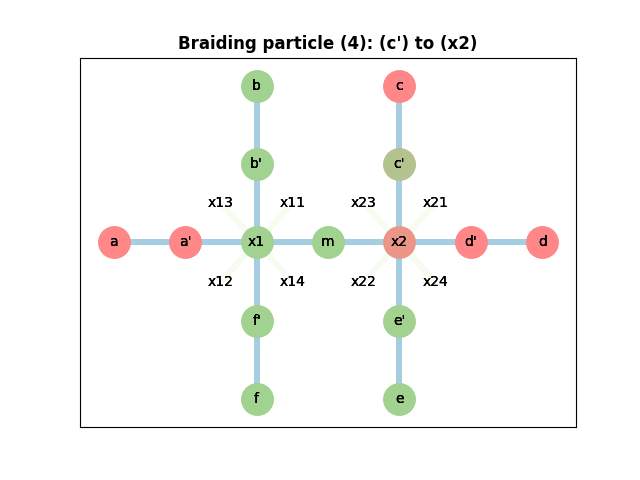 Braiding particle (4): (c') to (x2)
b c
b' c'
x13 x11 x23 x21
a a' x1 m x2 d' d
x12 x14 x22 x24
f' e'
f e